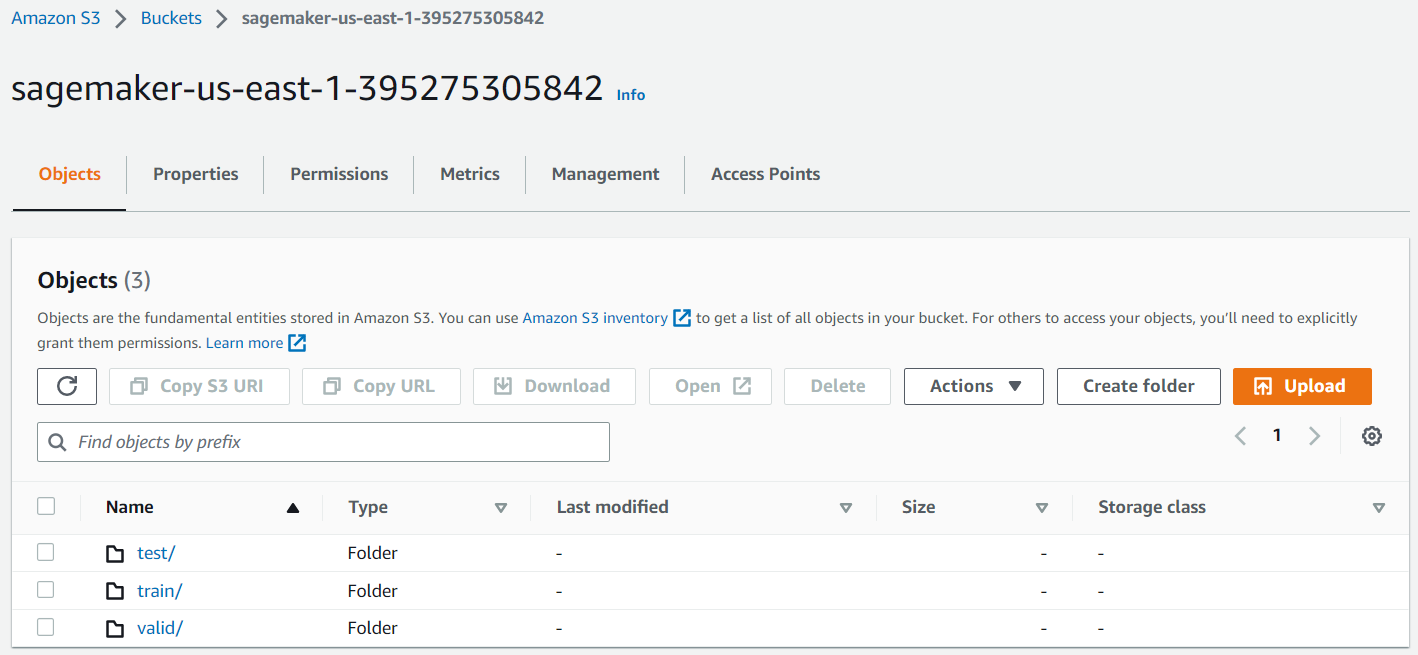 Amazon S3 > Buckets > sagemaker-us-east-1-395275305842
sagemaker-us-east-1-395275305842 Info
Objects Properties Permissions Metrics Management Access Points
Objects (3)
Objects are the fundamental entities stored in Amazon S3. You can use Amazon S3 inventory to get a list of all objects in your bucket. For others to access your objects, you’ll need to explicitly
grant them permissions. Learn more
Copy S3 URI Copy URL Download Open Delete Actions Create folder Upload
Find objects by prefix
1
Name Type Last modified Size Storage class
test/ Folder - - -
train/ Folder - - -
valid/ Folder - - -